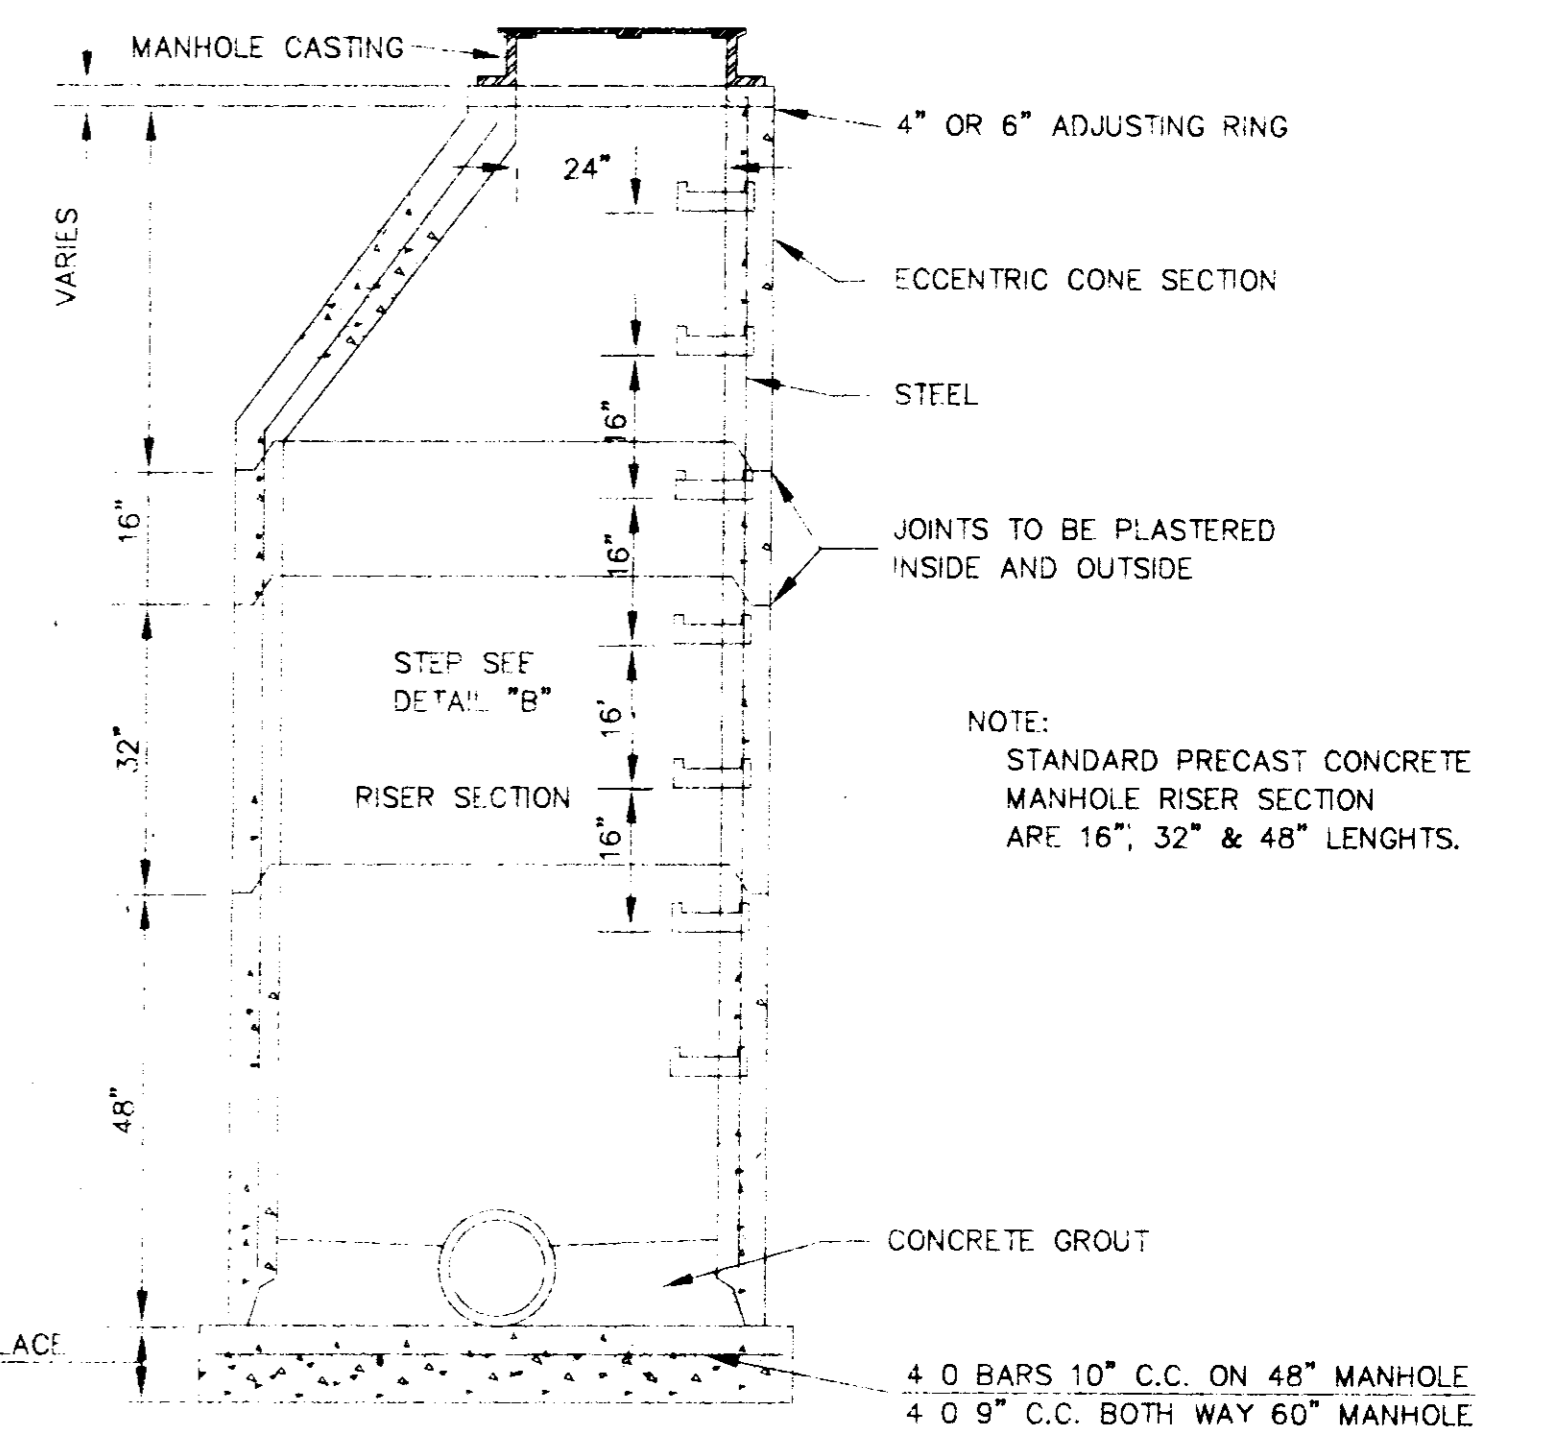 MANHOLE CASTING
4" OR 6" ADJUSTING RING
24"
VARIES
ECCENTRIC CONE SECTION
STEEL
16"
16"
JOINTS TO BE PLASTERED
INSIDE AND OUTSIDE
16"
STEP SEE
DETAIL "B"
16'
32"
NOTE:
STANDARD PRECAST CONCRETE
MANHOLE RISER SECTION
ARE 16", 32" & 48" LENGHTS.
RISER SECTION
16"
48"
CONCRETE GROUT
LACE
4 0 BARS 10" C.C. ON 48" MANHOLE
4 0 9" C.C. BOTH WAY 60" MANHOLE